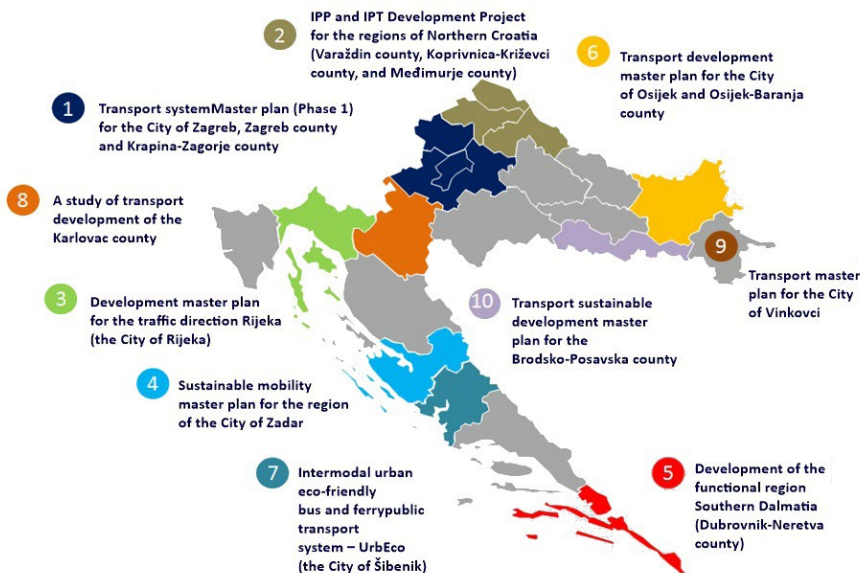 2
IPP and IPT Development Project
for the regions of Northern Croatia
(Varaždin county, Koprivnica-Križevci
county, and Međimurje county)
6
Transport development
master plan for the City
of Osijek and Osijek-Baranja
county
1
Transport systemMaster plan (Phase 1)
for the City of Zagreb, Zagreb county
and Krapina-Zagorje county
8
A study of transport
development of the
Karlovac county
9
Transport master
plan for the City
of Vinkovci
3
Development master plan
for the traffic direction Rijeka
(the City of Rijeka)
10
Transport sustainable
development master
plan for the
Brodsko-Posavska county
4
Sustainable mobility
master plan for the region
of the City of Zadar
7
Intermodal urban
eco-friendly
bus and ferrypublic
transport
system – UrbEco
(the City of Šibenik)
5
Development of the
functional region
Southern Dalmatia
(Dubrovnik-Neretva
county)